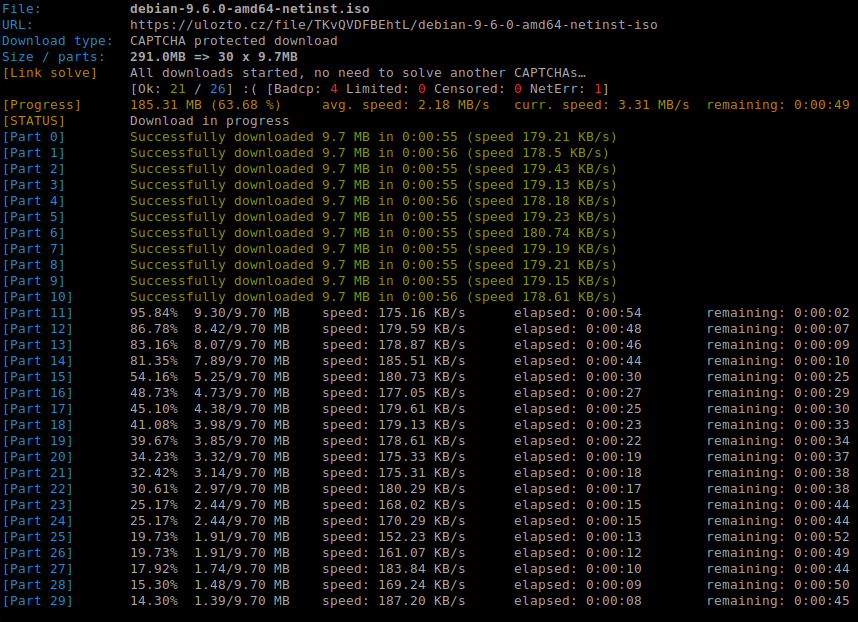 File: debian-9.6.0-amd64-netinst.iso
URL: https://ulozto.cz/file/TKvQVDFBEhtL/debian-9-6-0-amd64-netinst-iso
Download type: CAPTCHA protected download
Size / parts: 291.0MB => 30 x 9.7MB
[Link solve] All downloads started, no need to solve another CAPTCHAs…
[Ok: 21 / 26] :( [Badcp: 4 Limited: 0 Censored: 0 NetErr: 1]
[Progress] 185.31 MB (63.68 %) avg. speed: 2.18 MB/s curr. speed: 3.31 MB/s remaining: 0:00:49
[STATUS] Download in progress
[Part 0] Successfully downloaded 9.7 MB in 0:00:55 (speed 179.21 KB/s)
[Part 1] Successfully downloaded 9.7 MB in 0:00:56 (speed 178.5 KB/s)
[Part 2] Successfully downloaded 9.7 MB in 0:00:55 (speed 179.43 KB/s)
[Part 3] Successfully downloaded 9.7 MB in 0:00:55 (speed 179.13 KB/s)
[Part 4] Successfully downloaded 9.7 MB in 0:00:56 (speed 178.18 KB/s)
[Part 5] Successfully downloaded 9.7 MB in 0:00:55 (speed 179.23 KB/s)
[Part 6] Successfully downloaded 9.7 MB in 0:00:55 (speed 180.74 KB/s)
[Part 7] Successfully downloaded 9.7 MB in 0:00:55 (speed 179.19 KB/s)
[Part 8] Successfully downloaded 9.7 MB in 0:00:55 (speed 179.21 KB/s)
[Part 9] Successfully downloaded 9.7 MB in 0:00:55 (speed 179.15 KB/s)
[Part 10] Successfully downloaded 9.7 MB in 0:00:56 (speed 178.61 KB/s)
[Part 11] 95.84% 9.30/9.70 MB speed: 175.16 KB/s elapsed: 0:00:54 remaining: 0:00:02
[Part 12] 86.78% 8.42/9.70 MB speed: 179.59 KB/s elapsed: 0:00:48 remaining: 0:00:07
[Part 13] 83.16% 8.07/9.70 MB speed: 178.87 KB/s elapsed: 0:00:46 remaining: 0:00:09
[Part 14] 81.35% 7.89/9.70 MB speed: 185.51 KB/s elapsed: 0:00:44 remaining: 0:00:10
[Part 15] 54.16% 5.25/9.70 MB speed: 180.73 KB/s elapsed: 0:00:30 remaining: 0:00:25
[Part 16] 48.73% 4.73/9.70 MB speed: 177.05 KB/s elapsed: 0:00:27 remaining: 0:00:29
[Part 17] 45.10% 4.38/9.70 MB speed: 179.61 KB/s elapsed: 0:00:25 remaining: 0:00:30
[Part 18] 41.08% 3.98/9.70 MB speed: 179.13 KB/s elapsed: 0:00:23 remaining: 0:00:33
[Part 19] 39.67% 3.85/9.70 MB speed: 178.61 KB/s elapsed: 0:00:22 remaining: 0:00:34
[Part 20] 34.23% 3.32/9.70 MB speed: 175.33 KB/s elapsed: 0:00:19 remaining: 0:00:37
[Part 21] 32.42% 3.14/9.70 MB speed: 175.31 KB/s elapsed: 0:00:18 remaining: 0:00:38
[Part 22] 30.61% 2.97/9.70 MB speed: 180.29 KB/s elapsed: 0:00:17 remaining: 0:00:38
[Part 23] 25.17% 2.44/9.70 MB speed: 168.02 KB/s elapsed: 0:00:15 remaining: 0:00:44
[Part 24] 25.17% 2.44/9.70 MB speed: 170.29 KB/s elapsed: 0:00:15 remaining: 0:00:44
[Part 25] 19.73% 1.91/9.70 MB speed: 152.23 KB/s elapsed: 0:00:13 remaining: 0:00:52
[Part 26] 19.73% 1.91/9.70 MB speed: 161.07 KB/s elapsed: 0:00:12 remaining: 0:00:49
[Part 27] 17.92% 1.74/9.70 MB speed: 183.84 KB/s elapsed: 0:00:10 remaining: 0:00:44
[Part 28] 15.30% 1.48/9.70 MB speed: 169.24 KB/s elapsed: 0:00:09 remaining: 0:00:50
[Part 29] 14.30% 1.39/9.70 MB speed: 187.20 KB/s elapsed: 0:00:08 remaining: 0:00:45